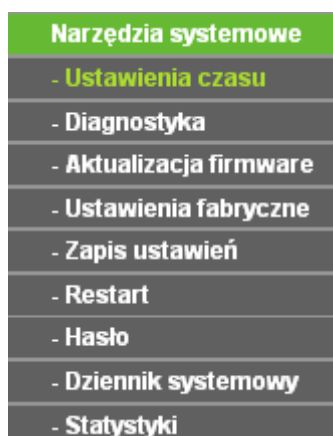 Narzędzia systemowe
- Ustawienia czasu
- Diagnostyka
- Aktualizacja firmware
- Ustawienia fabryczne
- Zapis ustawień
- Restart
- Hasło
- Dziennik systemowy
- Statystyki